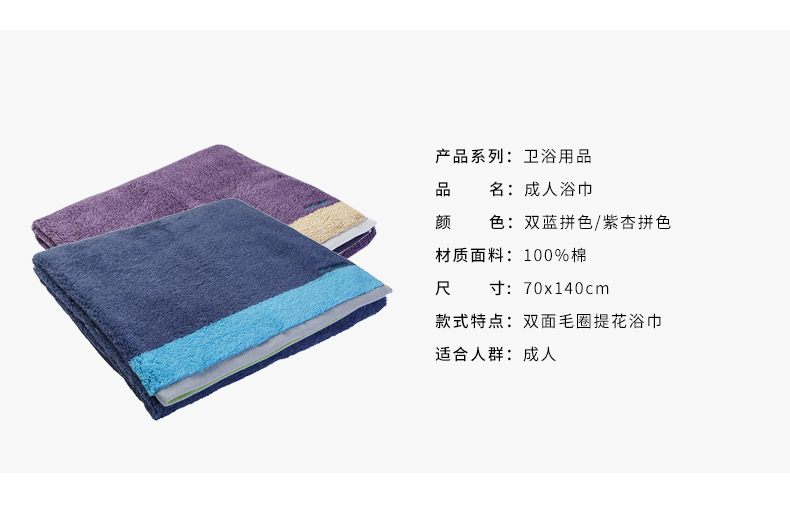 产品系列：卫浴用品
品　　名：成人浴巾
颜　　色：双蓝拼色/紫杏拼色
材质面料：100%棉
尺　　寸：70x140cm
款式特点：双面毛圈提花浴巾
适合人群：成人